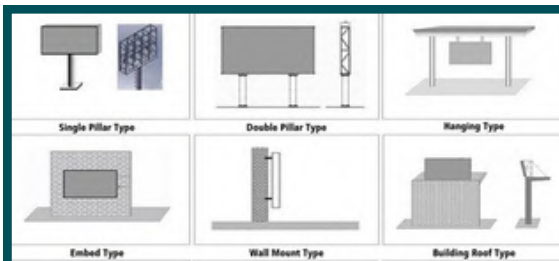 Single Pillar Type
Double Pillar Type
Hanging Type
Embed Type
Wall Mount Type
Building Roof Type